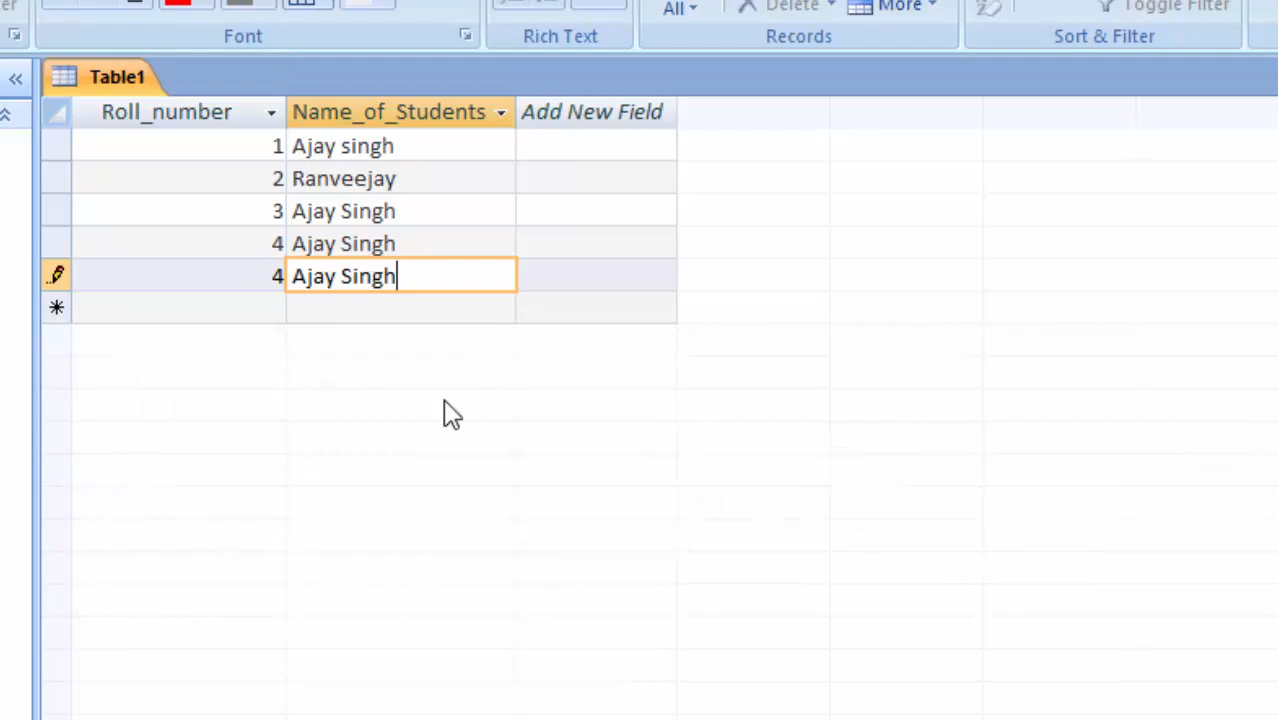 All Delete More Toggle Filter
Font Rich Text Records Sort & Filter
Table1
Roll_number Name_of_Students Add New Field
1 Ajay singh
2 Ranveejay
3 Ajay Singh
4 Ajay Singh
4 Ajay Singh